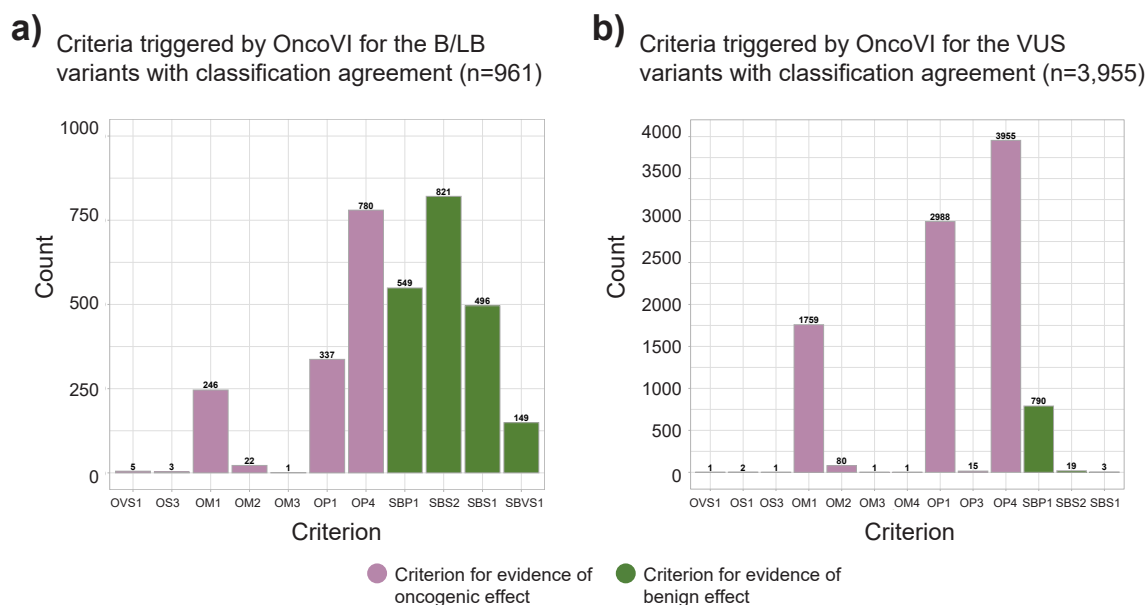 a)
Criteria triggered by OncoVI for the B/LB
variants with classification agreement (n=961)
1000
750
500
250
0
Count
5
3
246
22
1
337
780
549
821
496
149
OVS1 OS3 OM1 OM2 OM3 OP1 OP4 SBP1 SBS2 SBS1 SBVS1
Criterion
b)
Criteria triggered by OncoVI for the VUS
variants with classification agreement (n=3,955)
4000
3500
3000
2500
2000
1500
1000
500
0
Count
1
2
1
1759
80
1
1
2988
15
3955
790
19
3
OVS1 OS1 OS3 OM1 OM2 OM3 OM4 OP1 OP3 OP4 SBP1 SBS2 SBS1
Criterion
Criterion for evidence of
oncogenic effect
Criterion for evidence of
benign effect